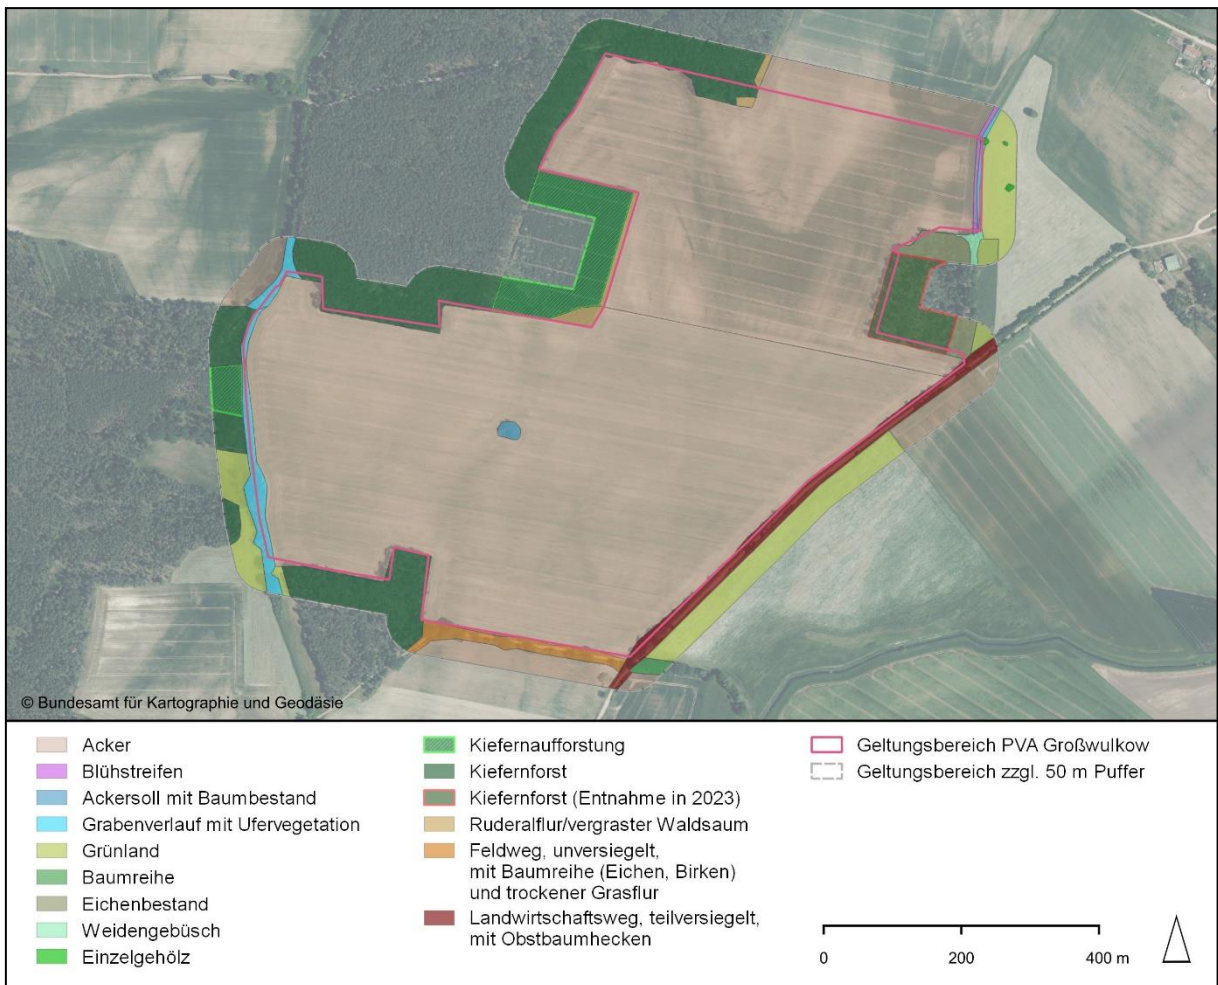 © Bundesamt für Kartographie und Geodäsie
Acker
Blühstreifen
Ackersoll mit Baumbestand
Grabenverlauf mit Ufervegetation
Grünland
Baumreihe
Eichenbestand
Weidengebüsch
Einzelgehölz
Kiefernaufforstung
Kiefernforst
Kiefernforst (Entnahme in 2023)
Ruderalflur/vergraster Waldsaum
Feldweg, unversiegelt,
mit Baumreihe (Eichen, Birken)
und trockener Grasflur
Landwirtschaftsweg, teilversiegelt,
mit Obstbaumhecken
Geltungsbereich PVA Großwulkow
Geltungsbereich zzgl. 50 m Puffer
0 200 400 m